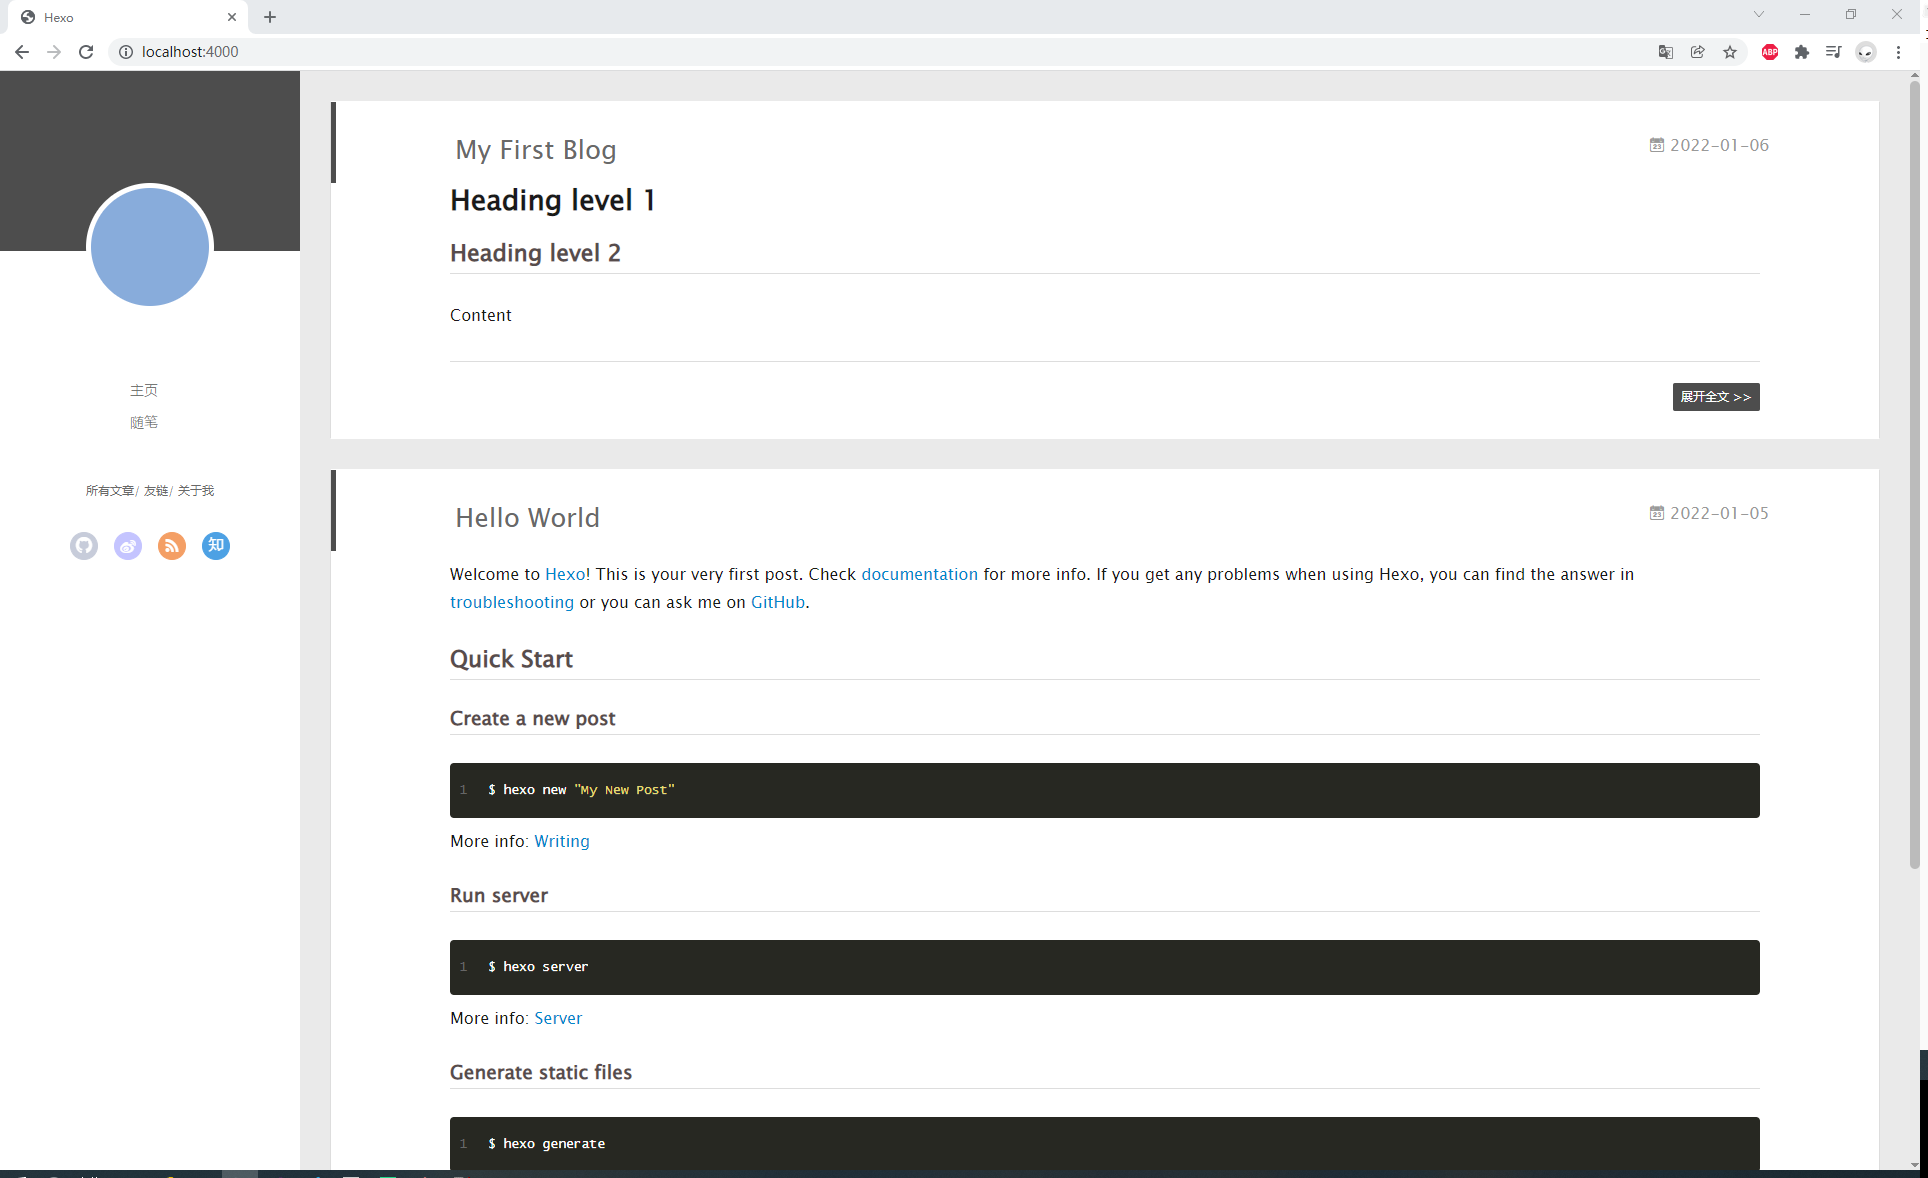 Hexo
localhost:4000
ABP
主页
随笔
所有文章/ 友链/ 关于我
知
My First Blog
23 2022-01-06
Heading level 1
Heading level 2
Content
展开全文 >>
Hello World
23 2022-01-05
Welcome to Hexo! This is your very first post. Check documentation for more info. If you get any problems when using Hexo, you can find the answer in
troubleshooting or you can ask me on GitHub.
Quick Start
Create a new post
1 $ hexo new "My New Post"
More info: Writing
Run server
1 $ hexo server
More info: Server
Generate static files
1 $ hexo generate